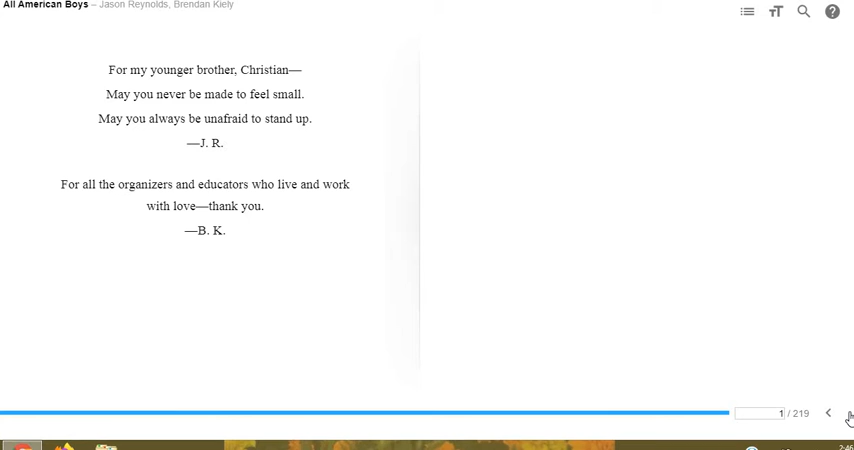 All American Boys – Jason Reynolds, Brendan Kiely
For my younger brother, Christian—
May you never be made to feel small.
May you always be unafraid to stand up.
—J. R.
For all the organizers and educators who live and work
with love—thank you.
—B. K.
1 / 219
2:46